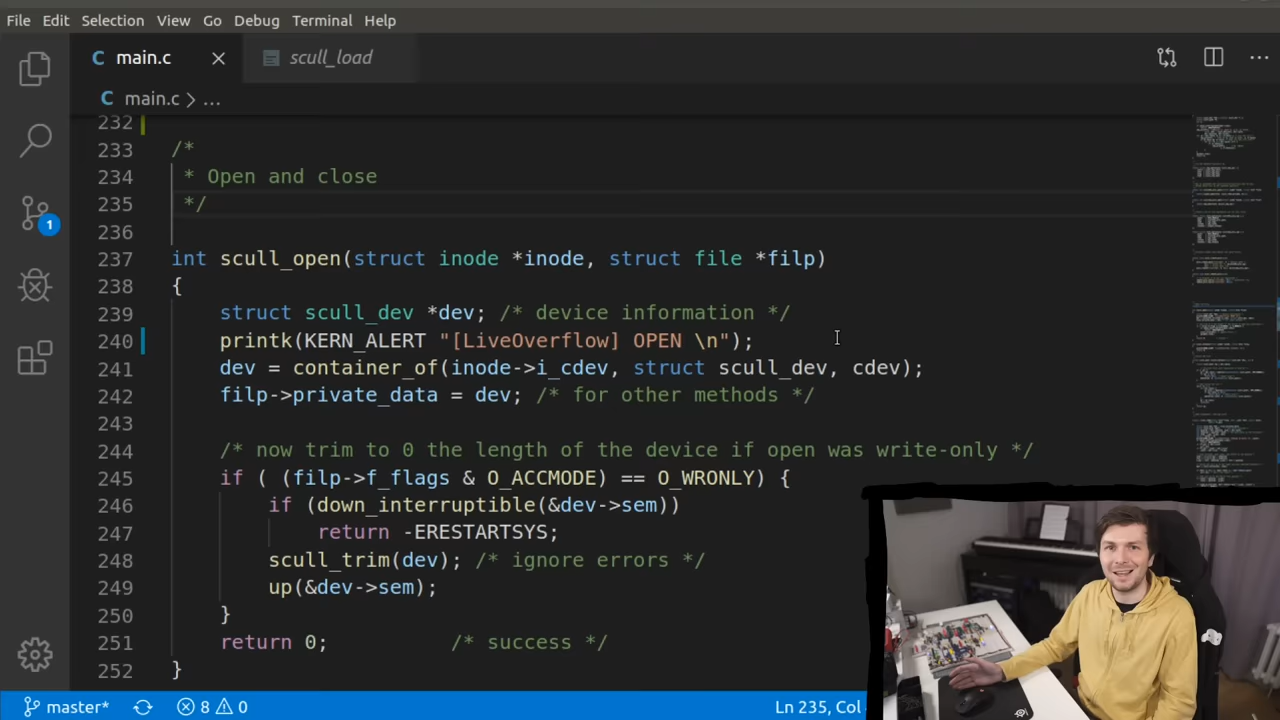 File Edit Selection View Go Debug Terminal Help
C main.c scull_load
C main.c > ...
232
233 /*
234 * Open and close
235 */
236
237 int scull_open(struct inode *inode, struct file *filp)
238 {
239 struct scull_dev *dev; /* device information */
240 printk(KERN_ALERT "[LiveOverflow] OPEN \n");
241 dev = container_of(inode->i_cdev, struct scull_dev, cdev);
242 filp->private_data = dev; /* for other methods */
243
244 /* now trim to 0 the length of the device if open was write-only */
245 if ( (filp->f_flags & O_ACCMODE) == O_WRONLY) {
246 if (down_interruptible(&dev->sem))
247 return -ERESTARTSYS;
248 scull_trim(dev); /* ignore errors */
249 up(&dev->sem);
250 }
251 return 0; /* success */
252 }
1
master* 8 0 Ln 235, Col